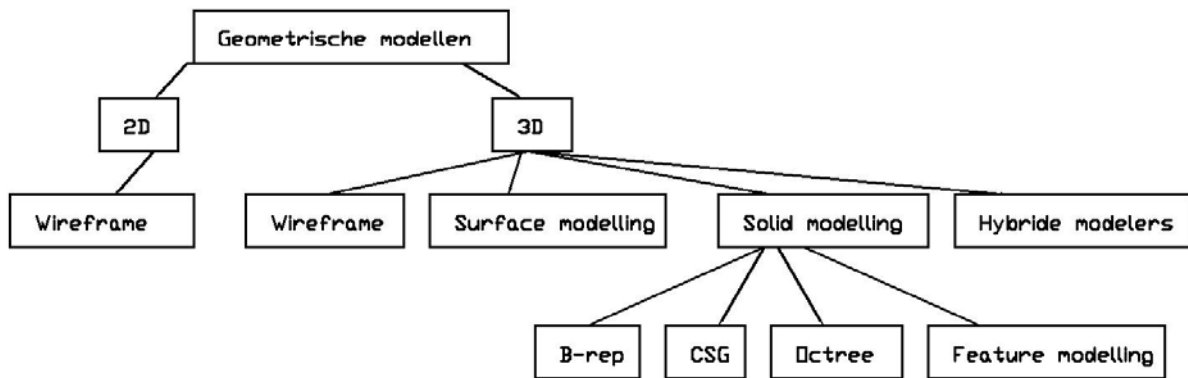 Geometrische modellen
2D
3D
Wireframe
Wireframe
Surface modelling
Solid modelling
Hybride modelers
B-rep
CSG
Octree
Feature modelling